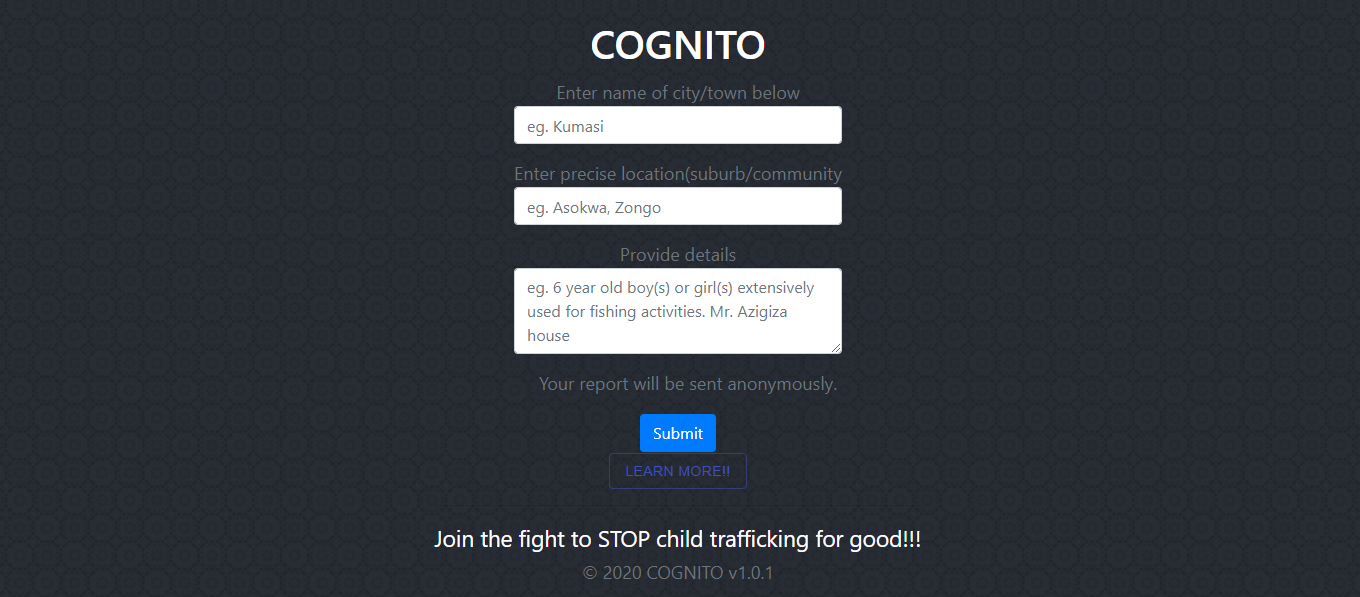 COGNITO
Enter name of city/town below
eg. Kumasi
Enter precise location(suburb/community
eg. Asokwa, Zongo
Provide details
eg. 6 year old boy(s) or girl(s) extensively
used for fishing activities. Mr. Azigiza
house
Your report will be sent anonymously.
Submit
LEARN MORE!!
Join the fight to STOP child trafficking for good!!!
© 2020 COGNITO v1.0.1